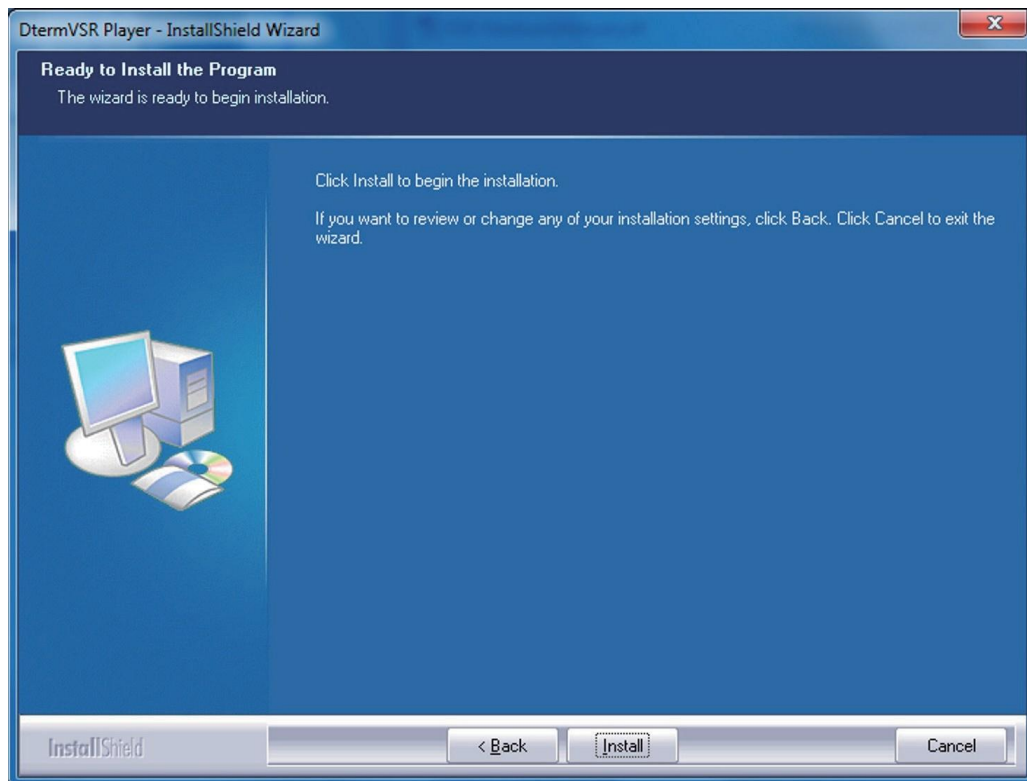 DtermVSR Player - InstallShield Wizard
Ready to Install the Program
The wizard is ready to begin installation.
Click Install to begin the installation.
If you want to review or change any of your installation settings, click Back. Click Cancel to exit the
wizard.
InstallShield
< Back
Install
Cancel